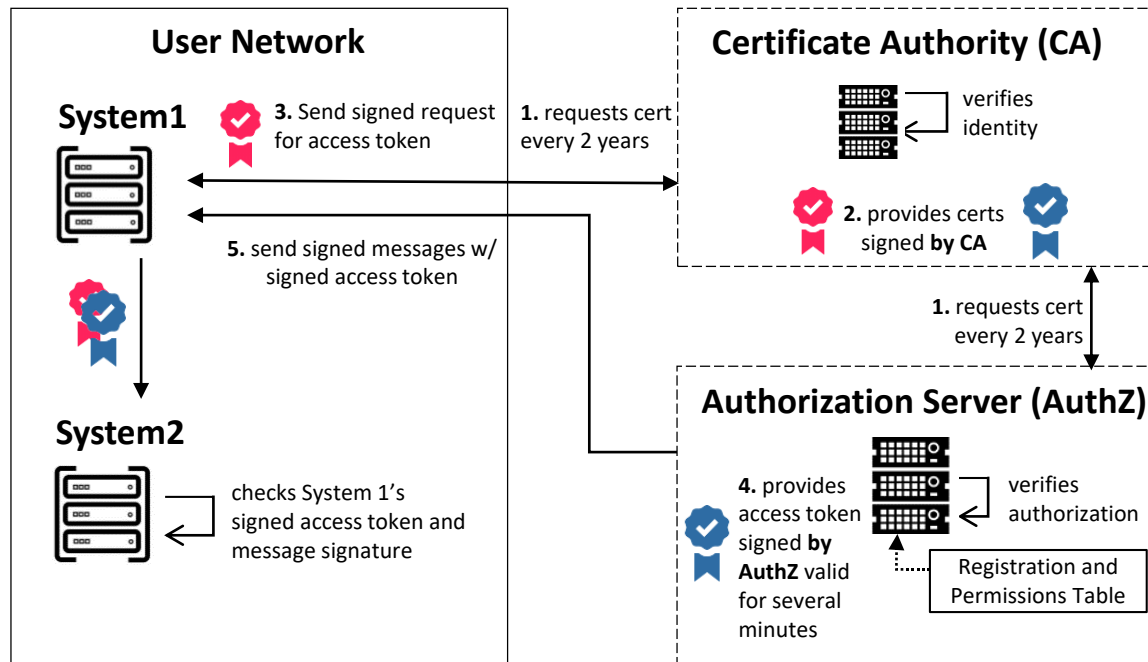 User Network
System1
3. Send signed request
for access token
1. requests cert
every 2 years
5. send signed messages w/
signed access token
System2
checks System 1's
signed access token and
message signature
Certificate Authority (CA)
verifies
identity
2. provides certs
signed by CA
1. requests cert
every 2 years
Authorization Server (AuthZ)
4. provides
access token
signed by
AuthZ valid
for several
minutes
verifies
authorization
Registration and
Permissions Table